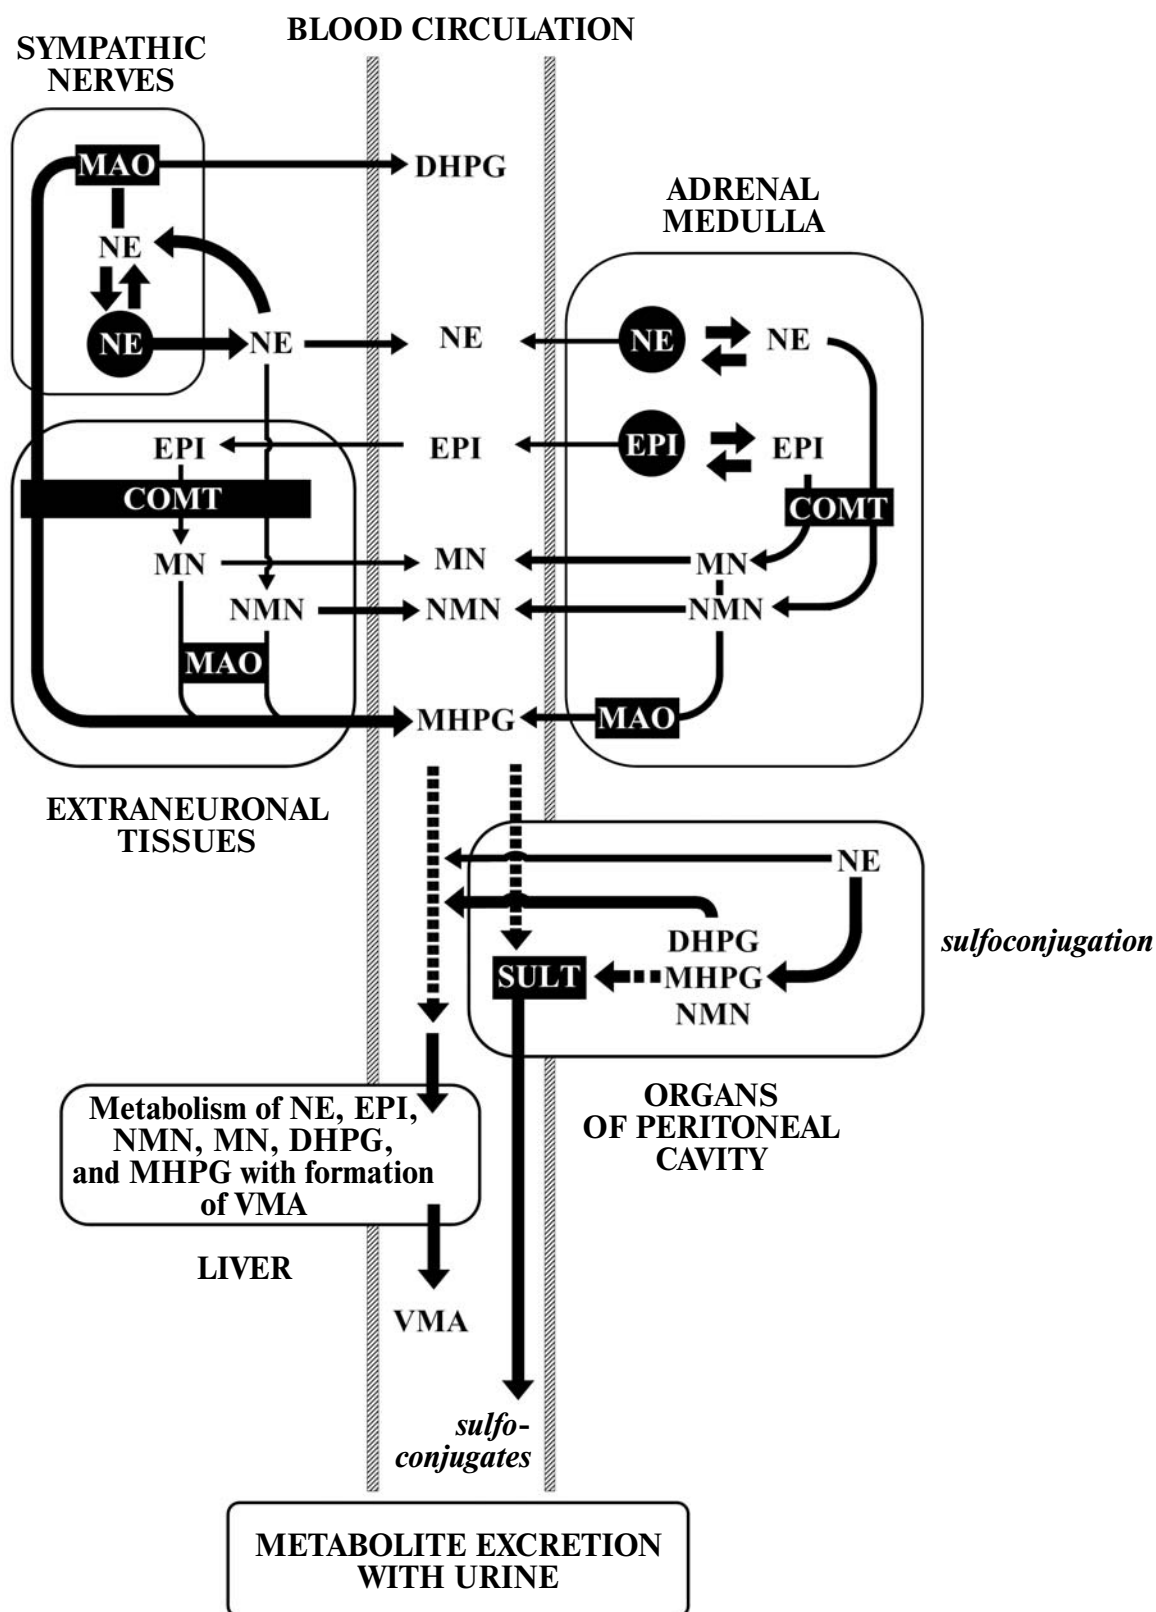 BLOOD CIRCULATION
SYMPATHIC
NERVES
MAO
DHPG
NE
NE
NE
NE
ADRENAL
MEDULLA
NE
NE
EPI
EPI
EPI
EPI
COMT
COMT
MN
MN
MN
NMN
NMN
NMN
MAO
MHPG
MAO
EXTRANEURONAL
TISSUES
NE
DHPG
MHPG
NMN
SULT
sulfoconjugation
ORGANS
OF PERITONEAL
CAVITY
Metabolism of NE, EPI,
NMN, MN, DHPG,
and MHPG with formation
of VMA
LIVER
VMA
sulfo-
conjugates
METABOLITE EXCRETION
WITH URINE